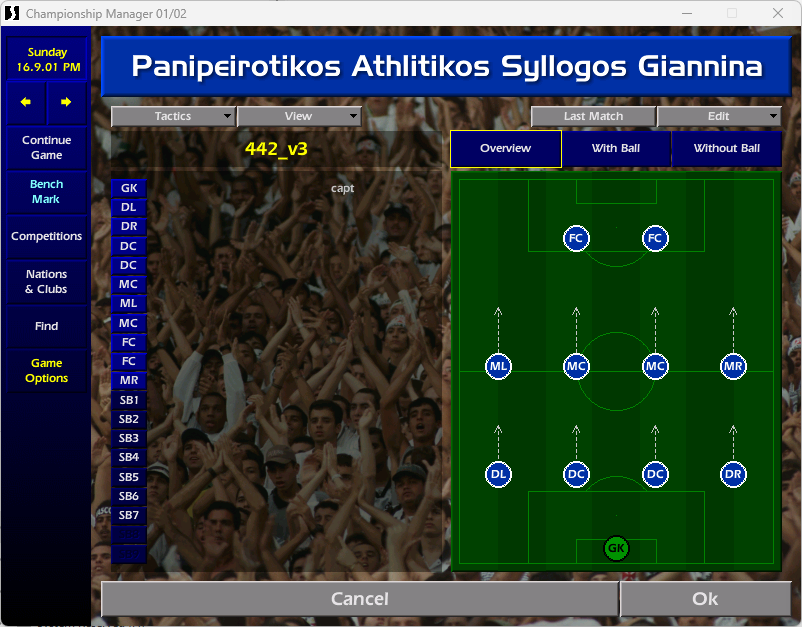 Championship Manager 01/02
Sunday
16.9.01 PM
Continue
Game
Bench
Mark
Competitions
Nations
& Clubs
Find
Game
Options
Panipeirotikos Athlitikos Syllogos Giannina
Tactics
View
Last Match
Edit
442_v3
Overview
With Ball
Without Ball
GK
capt
DL
DR
DC
DC
MC
ML
MC
FC
FC
MR
SB1
SB2
SB3
SB4
SB5
SB6
SB7
FC FC
ML MC MC MR
DL DC DC DR
GK
Cancel
Ok